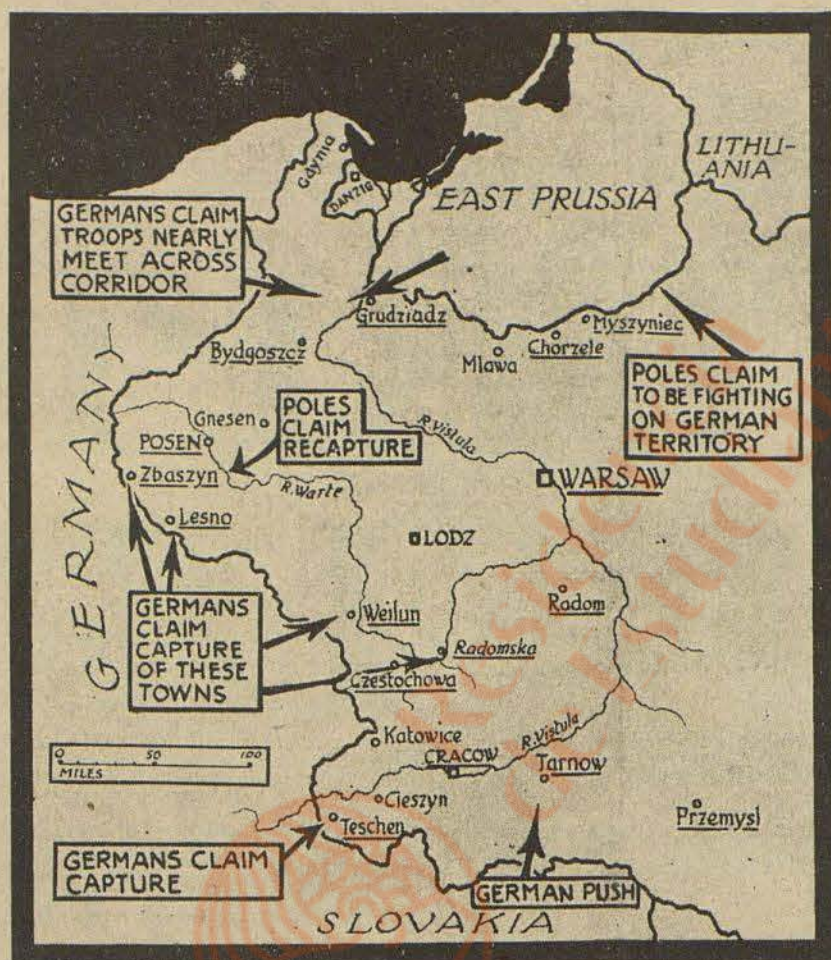 LITHU-
ANIA
Gdynia
DANZIG
EAST PRUSSIA
GERMANS CLAIM
TROOPS NEARLY
MEET ACROSS
CORRIDOR
Grudziadz
Myszyniec
Chorzele
Mlawa
Bydgoszcz
POLES CLAIM
TO BE FIGHTING
ON GERMAN
TERRITORY
GERMANY
Gnesen
POLES
CLAIM
RECAPTURE
POSEN
R.Vistula
Zbaszyn
R.Warte
WARSAW
Lesno
LODZ
GERMANS
CLAIM
CAPTURE
OF THESE
TOWNS
Weilun
Radom
Radomska
Czestochowa
Katowice
R.Vistula
CRACOW
Tarnow
0 50 100
MILES
Cieszyn
Teschen
Przemysl
GERMANS CLAIM
CAPTURE
GERMAN PUSH
SLOVAKIA
Residencia
de Estudiantes